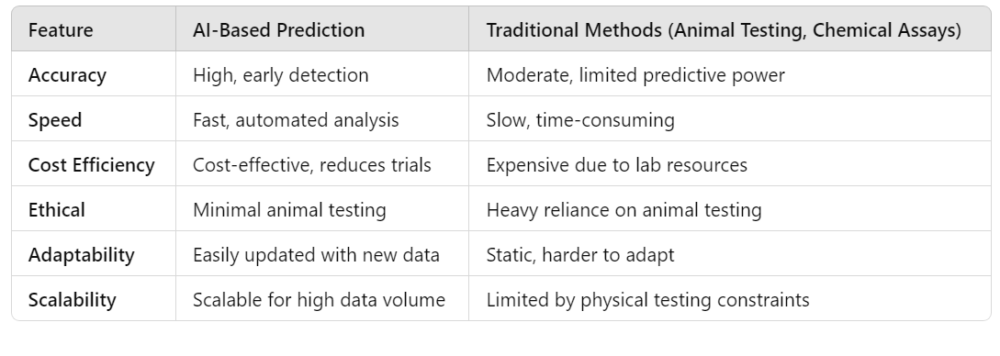 Feature AI-Based Prediction Traditional Methods (Animal Testing, Chemical Assays)
Accuracy High, early detection Moderate, limited predictive power
Speed Fast, automated analysis Slow, time-consuming
Cost Efficiency Cost-effective, reduces trials Expensive due to lab resources
Ethical Minimal animal testing Heavy reliance on animal testing
Adaptability Easily updated with new data Static, harder to adapt
Scalability Scalable for high data volume Limited by physical testing constraints